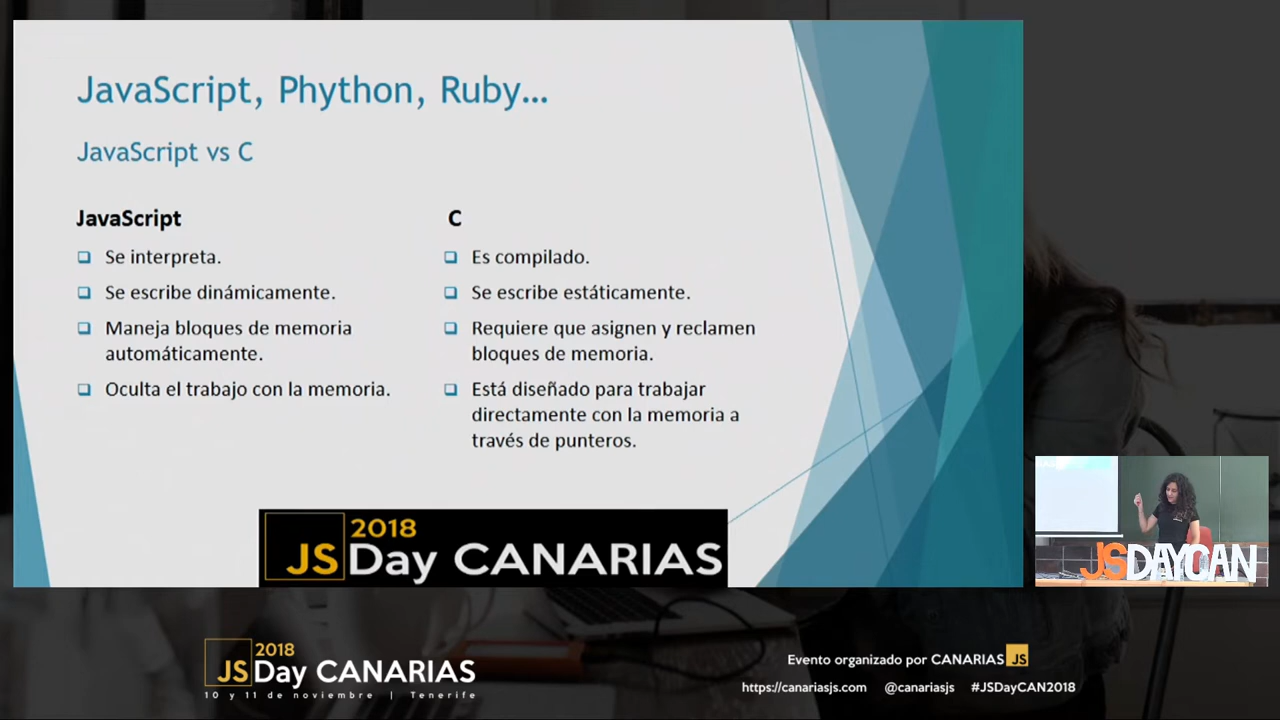 JavaScript, Phython, Ruby...
JavaScript vs C
JavaScript
Se interpreta.
Se escribe dinámicamente.
Maneja bloques de memoria
automáticamente.
Oculta el trabajo con la memoria.
C
Es compilado.
Se escribe estáticamente.
Requiere que asignen y reclamen
bloques de memoria.
Está diseñado para trabajar
directamente con la memoria a
través de punteros.
2018
JS Day CANARIAS
JSDAYCAN
2018
JS Day CANARIAS
10 y 11 de noviembre | Tenerife
Evento organizado por CANARIAS JS
https://canariasjs.com @canariasjs #JSDayCAN2018